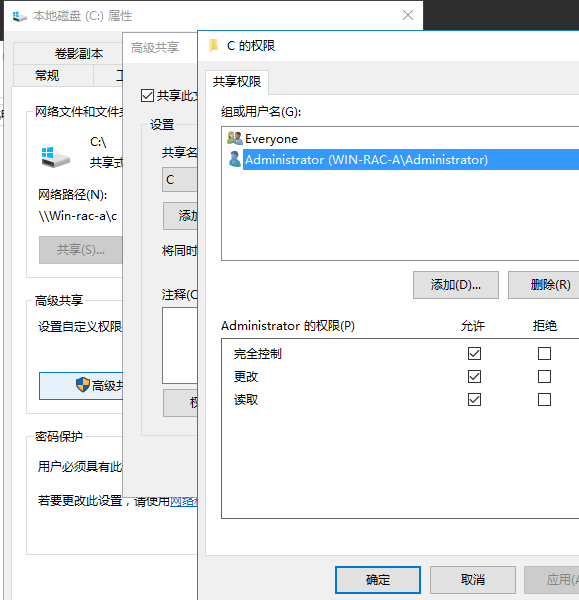 本地磁盘 (C:) 属性
卷影副本
常规
网络文件和文件夹
C:\
共享式
网络路径(N):
\\Win-rac-a\c
共享(S)...
高级共享
设置自定义权限
高级共
密码保护
用户必须具有此
若要更改此设置，请使用网络和
高级共享
共享此文
设置
共享名
C
添加
将同时
注释(C
权
C 的权限
共享权限
组或用户名(G):
Everyone
Administrator (WIN-RAC-A\Administrator)
添加(D)...
删除(R)
Administrator 的权限(P)
允许
拒绝
完全控制
更改
读取
确定
取消
应用(A